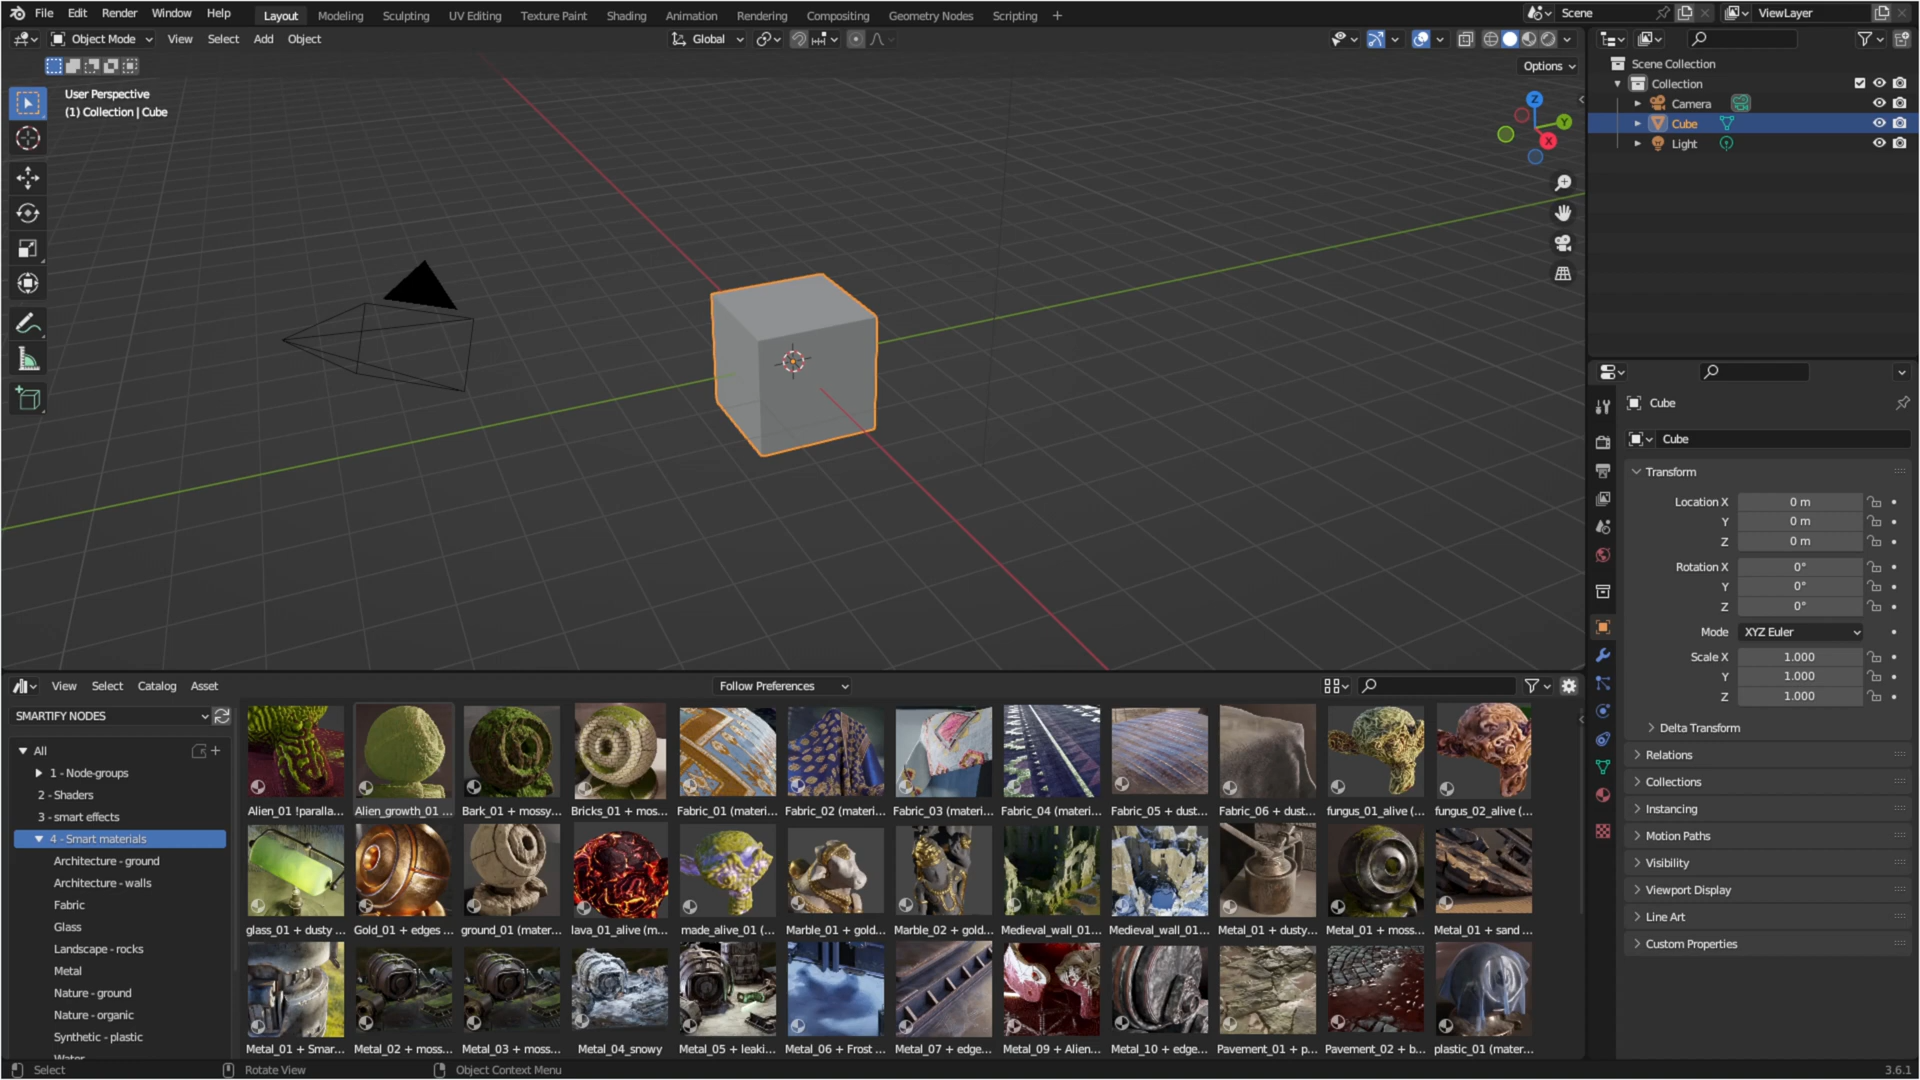 File Edit Render Window Help Layout Modeling Sculpting UV Editing Texture Paint Shading Animation Rendering Compositing Geometry Nodes Scripting + Scene ViewLayer
Object Mode View Select Add Object Global
Options
User Perspective
(1) Collection | Cube
Z
Y
X
Scene Collection
Collection
Camera
Cube
Light
Cube
Cube
Transform
Location X 0 m
Y 0 m
Z 0 m
Rotation X 0°
Y 0°
Z 0°
Mode XYZ Euler
Scale X 1.000
Y 1.000
Z 1.000
Delta Transform
Relations
Collections
Instancing
Motion Paths
Visibility
Viewport Display
Line Art
Custom Properties
View Select Catalog Asset Follow Preferences
SMARTIFY NODES
All
1 - Node-groups
2 - Shaders
3 - smart effects
4 - Smart materials
Architecture - ground
Architecture - walls
Fabric
Glass
Landscape - rocks
Metal
Nature - ground
Nature - organic
Synthetic - plastic
Water
Alien_01 !paralla... Alien_growth_01 ... Bark_01 + mossy... Bricks_01 + mos... Fabric_01 (materi... Fabric_02 (materi... Fabric_03 (materi... Fabric_04 (materi... Fabric_05 + dust... Fabric_06 + dust... fungus_01_alive (... fungus_02_alive (...
glass_01 + dusty ... Gold_01 + edges ... ground_01 (mater... lava_01_alive (m... made_alive_01 (... Marble_01 + gold... Marble_02 + gold... Medieval_wall_01... Medieval_wall_01... Metal_01 + dusty... Metal_01 + moss... Metal_01 + sand ...
Metal_01 + Smar... Metal_02 + moss... Metal_03 + moss... Metal_04_snowy Metal_05 + leaki... Metal_06 + Frost ... Metal_07 + edge... Metal_09 + Alien... Metal_10 + edge... Pavement_01 + p... Pavement_02 + b... plastic_01 (mater...
Select Rotate View Object Context Menu 3.6.1